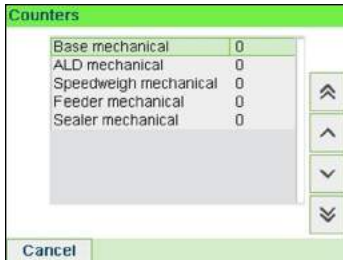 Counters
Base mechanical 0
ALD mechanical 0
Speedweigh mechanical 0
Feeder mechanical 0
Sealer mechanical 0
Cancel